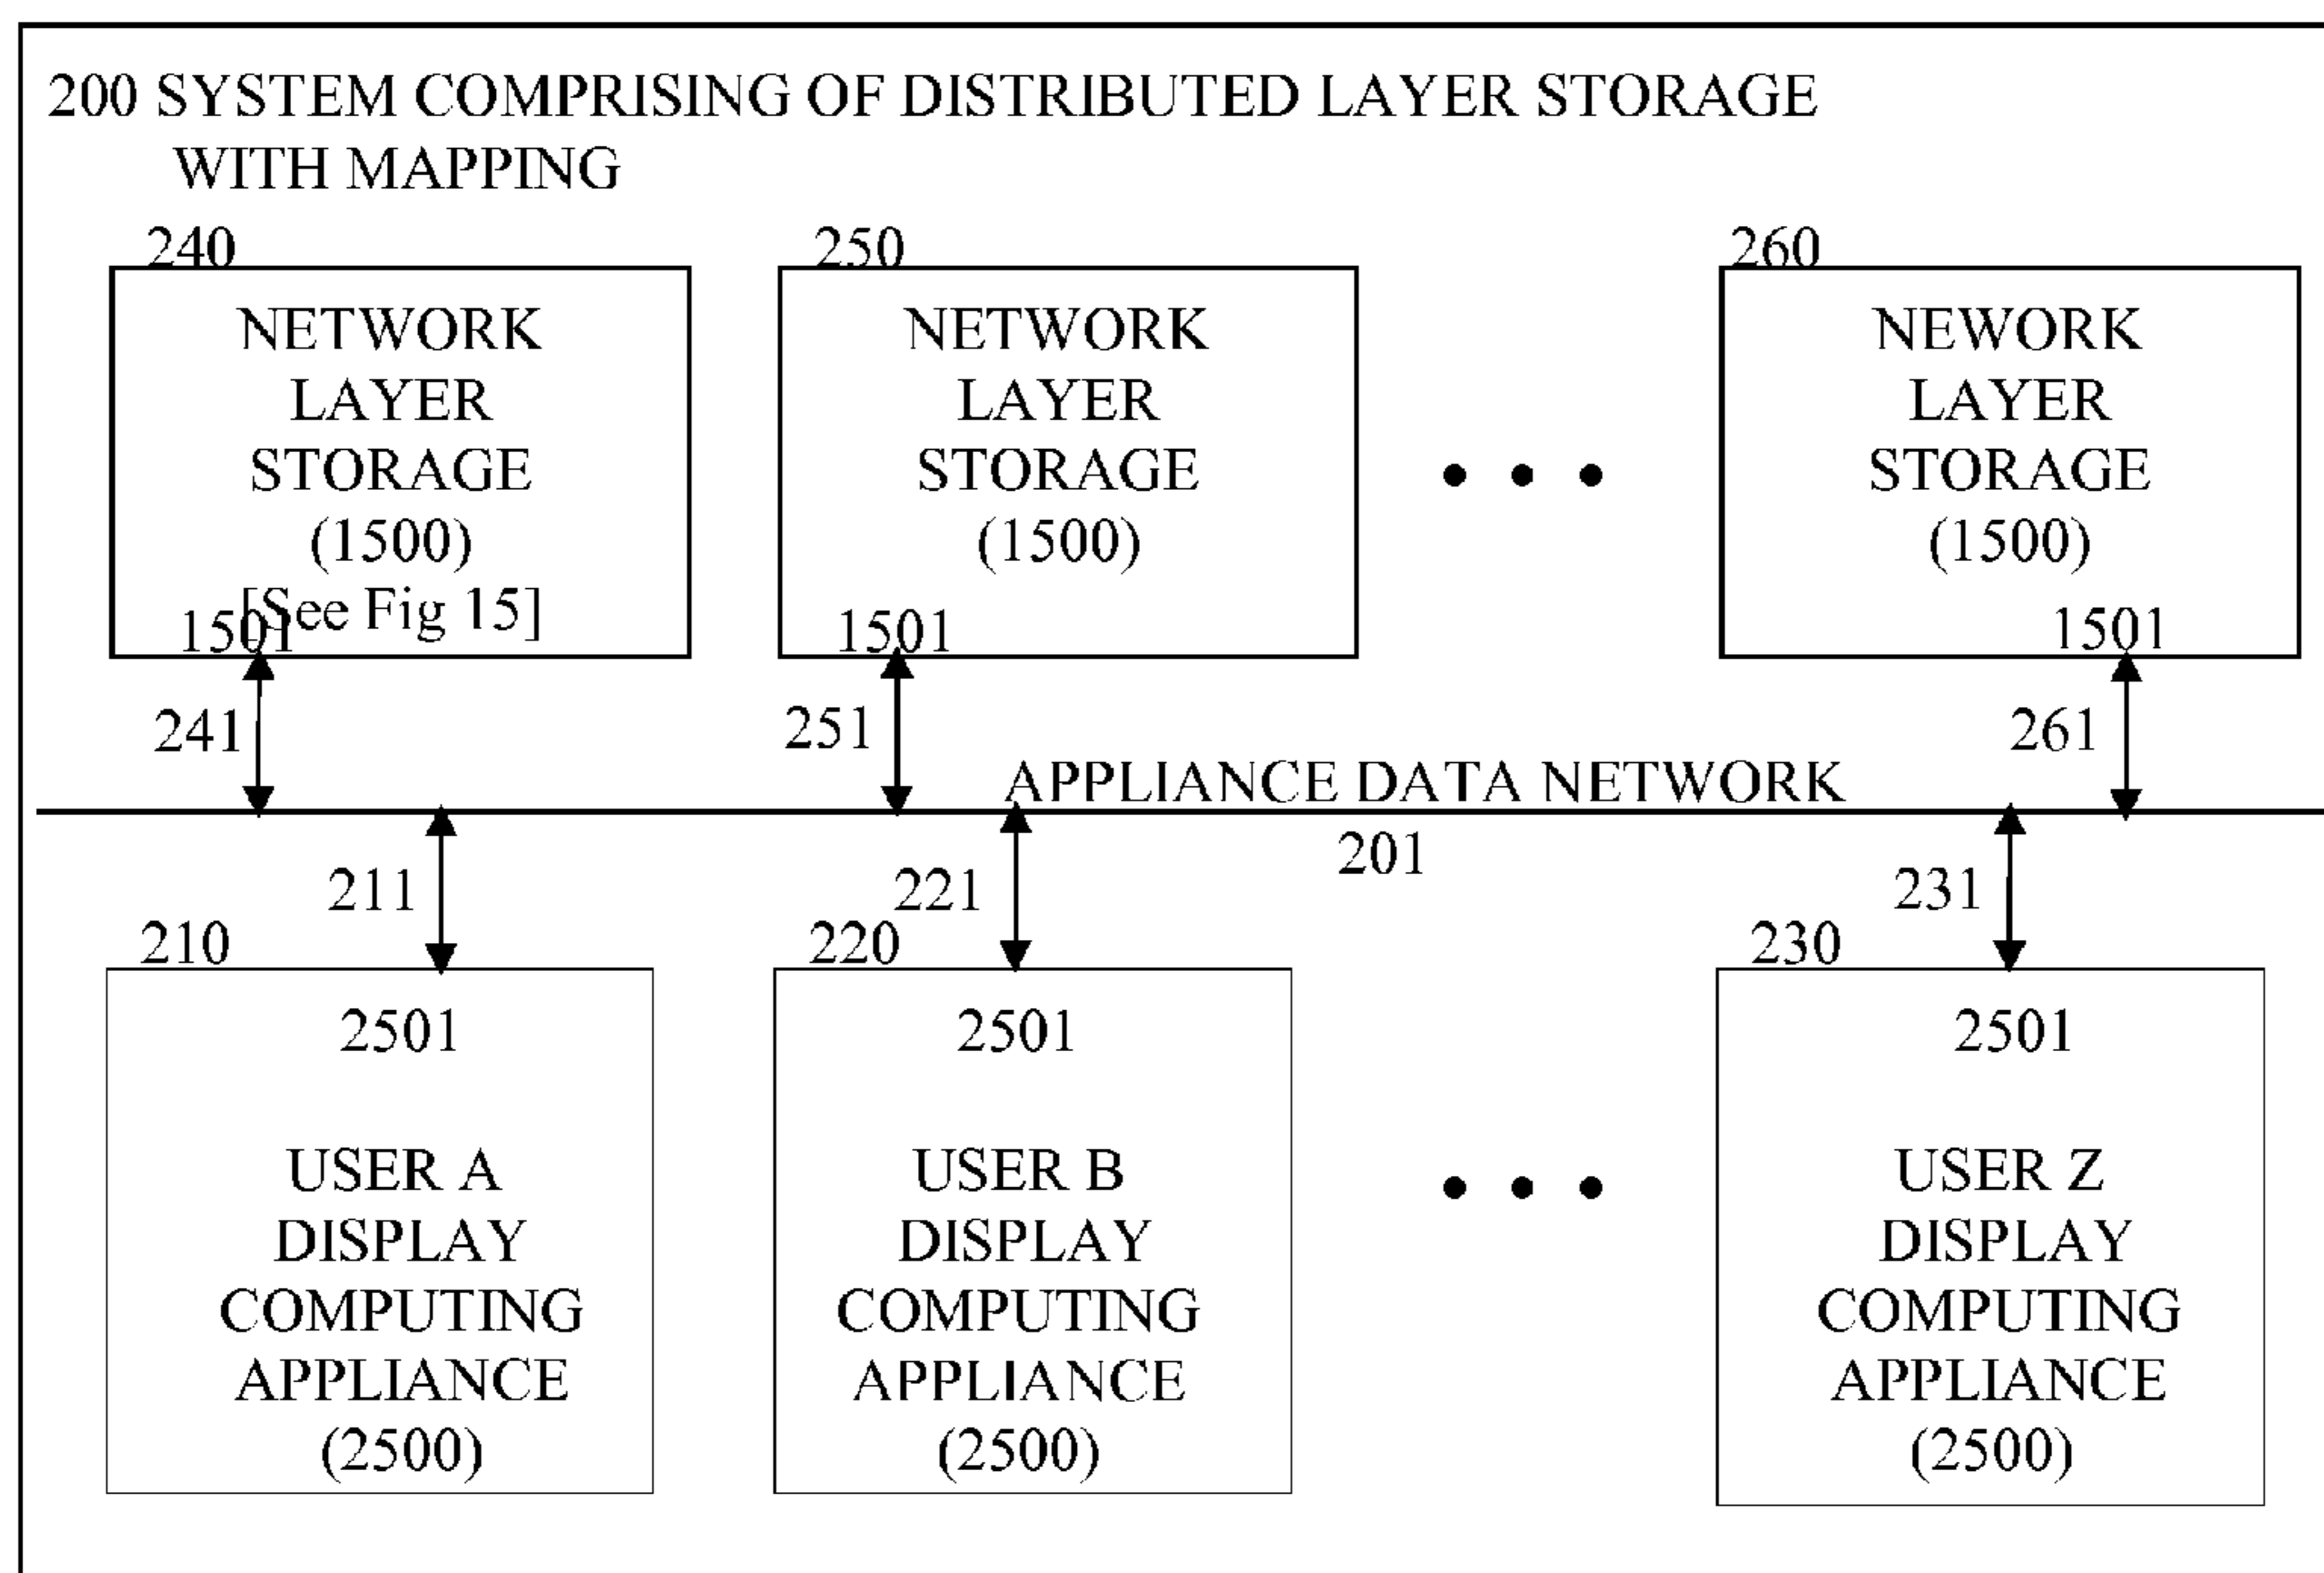 200 SYSTEM COMPRISING OF DISTRIBUTED LAYER STORAGE
WITH MAPPING
240
NETWORK
LAYER
STORAGE
(1500)
[See Fig 15]
1501
250
NETWORK
LAYER
STORAGE
(1500)
1501
260
NEWORK
LAYER
STORAGE
(1500)
1501
241
251
261
APPLIANCE DATA NETWORK
201
211
221
231
210
2501
USER A
DISPLAY
COMPUTING
APPLIANCE
(2500)
220
2501
USER B
DISPLAY
COMPUTING
APPLIANCE
(2500)
230
2501
USER Z
DISPLAY
COMPUTING
APPLIANCE
(2500)